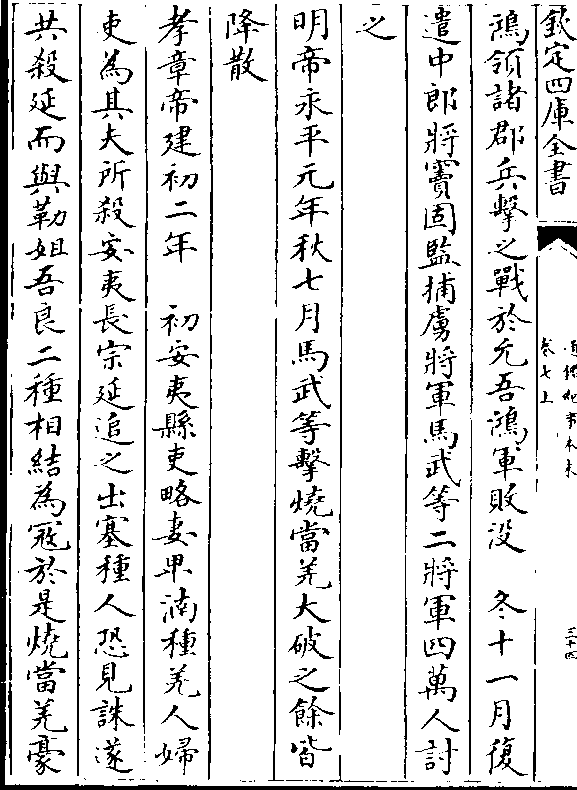 欽定四庫全書
通鑑紀事本末
卷七上
三十四
鴻領諸郡兵擊之戰於允吾鴻軍敗没　冬十一月復
遣中郎將竇固監捕虜將軍馬武等二將軍四萬人討
之
明帝永平元年秋七月馬武等擊燒當羌大破之餘皆
降散
孝章帝建初二年　初安夷縣吏略妻卑湳種羌人婦
吏為其夫所殺安夷長宗延追之出塞種人恐見誅遂
共殺延而與勒姐吾良二種相結為冦於是燒當羌豪